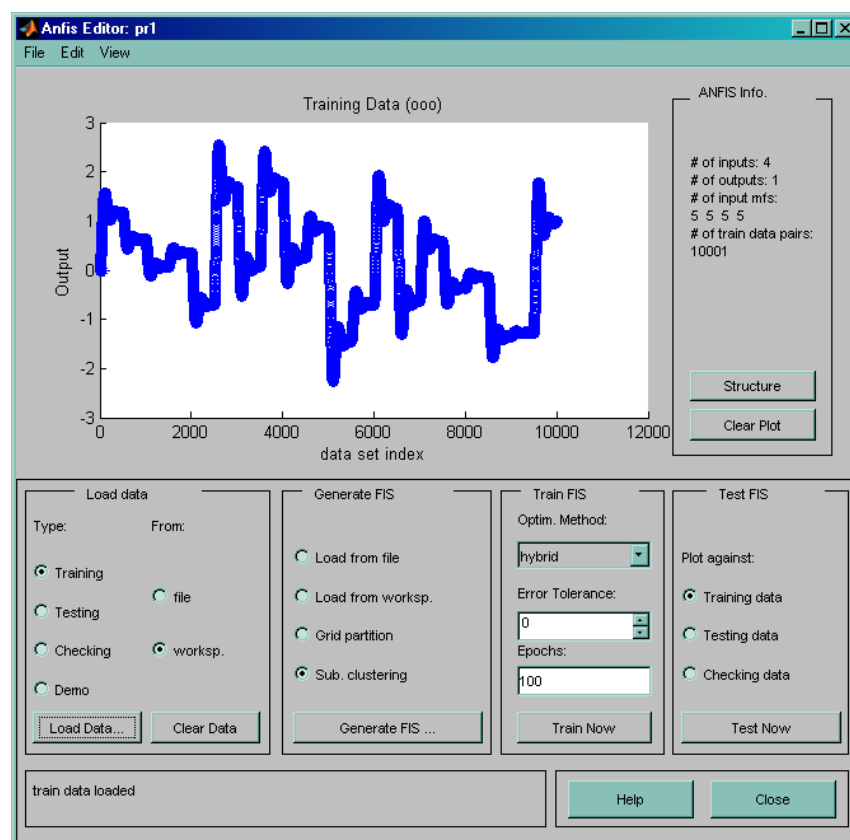 Anfis Editor: pr1
File Edit View
Training Data (ooo)
3
2
1
0
-1
-2
-3
Output
0 2000 4000 6000 8000 10000 12000
data set index
ANFIS Info.
# of inputs: 4
# of outputs: 1
# of input mfs:
5 5 5 5
# of train data pairs:
10001
Structure
Clear Plot
Load data
Type: From:
Training
file
Testing
Checking
worksp.
Demo
Load Data...
Clear Data
Generate FIS
Load from file
Load from worksp.
Grid partition
Sub. clustering
Generate FIS ...
Train FIS
Optim. Method:
hybrid
Error Tolerance:
0
Epochs:
100
Train Now
Test FIS
Plot against:
Training data
Testing data
Checking data
Test Now
train data loaded
Help
Close